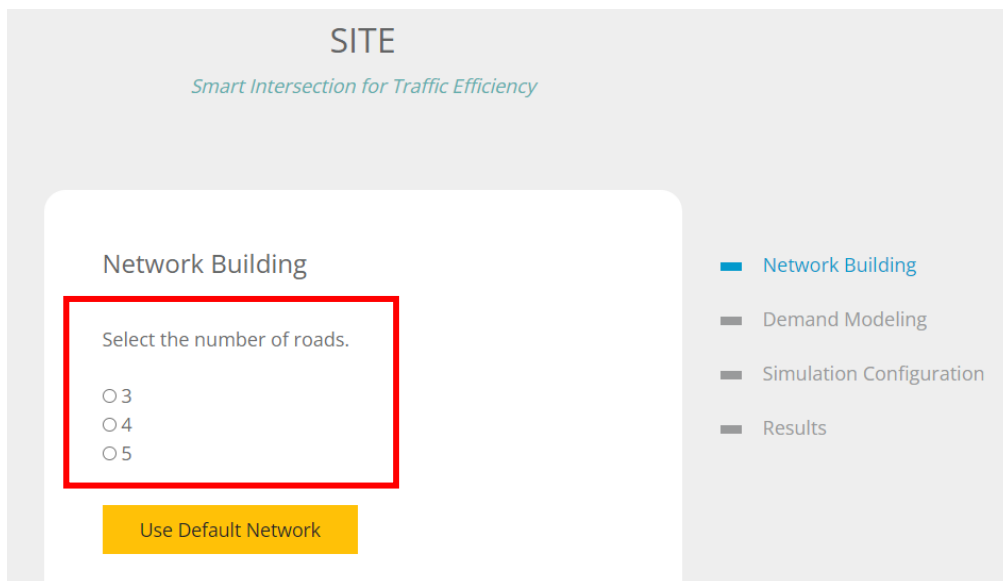 SITE
Smart Intersection for Traffic Efficiency
Network Building
Select the number of roads.
3
4
5
Use Default Network
Network Building
Demand Modeling
Simulation Configuration
Results